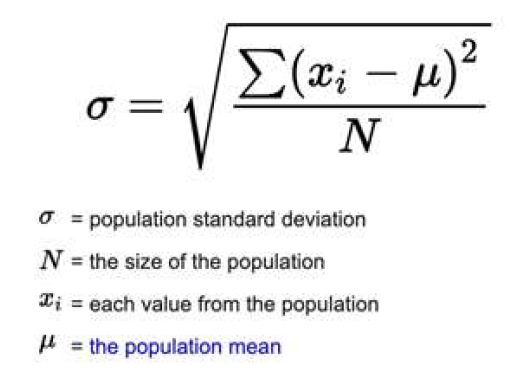 σ = √(∑(xᵢ − μ)² / N)
σ = population standard deviation
N = the size of the population
xᵢ = each value from the population
μ = the population mean